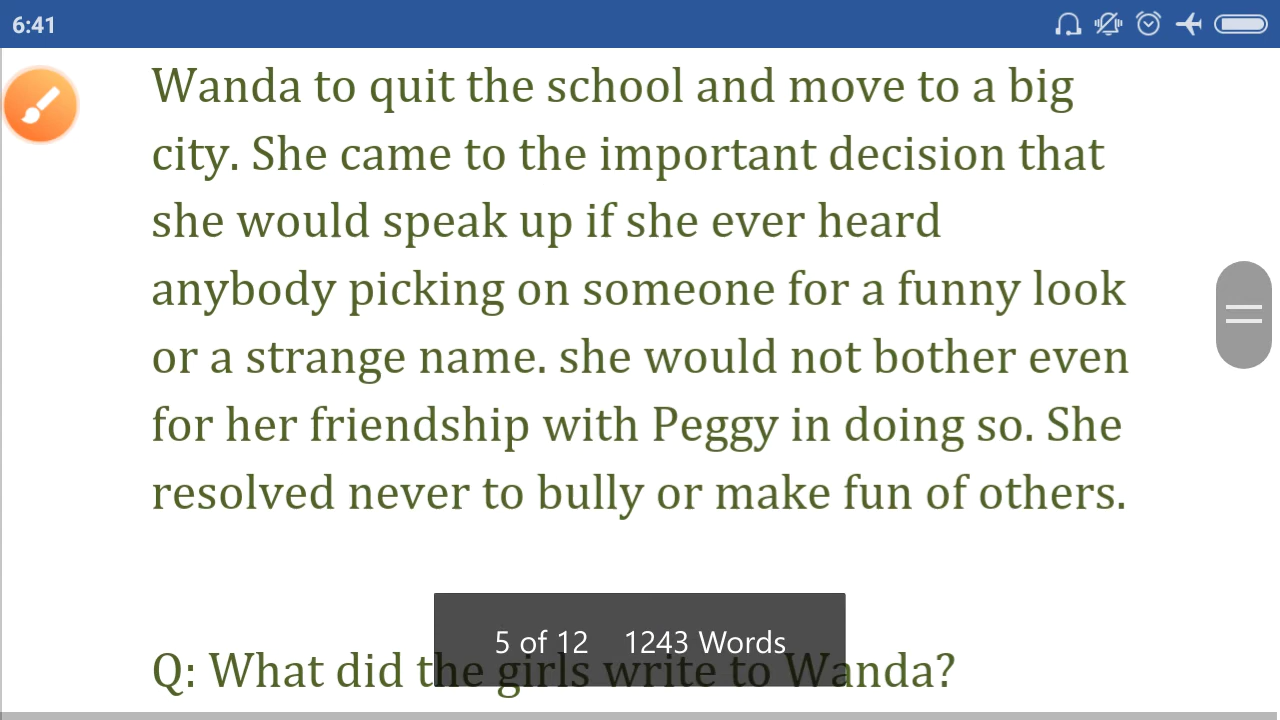 6:41
Wanda to quit the school and move to a big
city. She came to the important decision that
she would speak up if she ever heard
anybody picking on someone for a funny look
or a strange name. she would not bother even
for her friendship with Peggy in doing so. She
resolved never to bully or make fun of others.
5 of 12 1243 Words
Q: What did the girls write to Wanda?